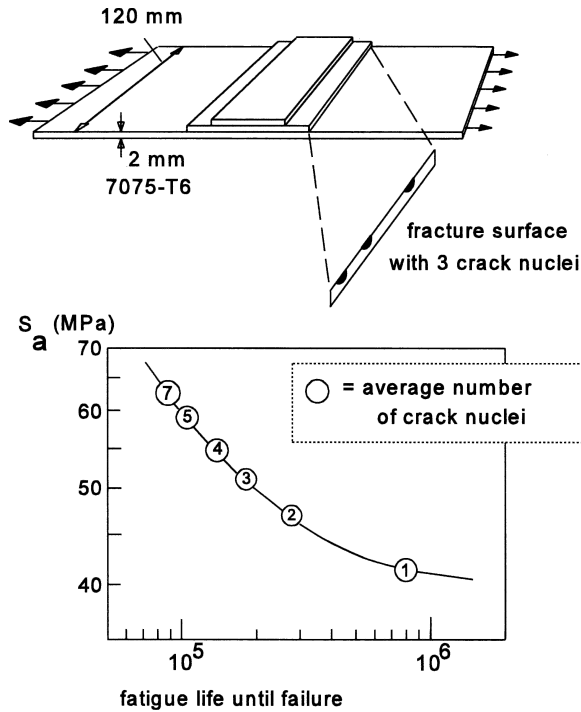 120 mm
2 mm
7075-T6
fracture surface
with 3 crack nuclei
Sa (MPa)
70
60
50
40
= average number
of crack nuclei
7
5
4
3
2
1
10^5
10^6
fatigue life until failure